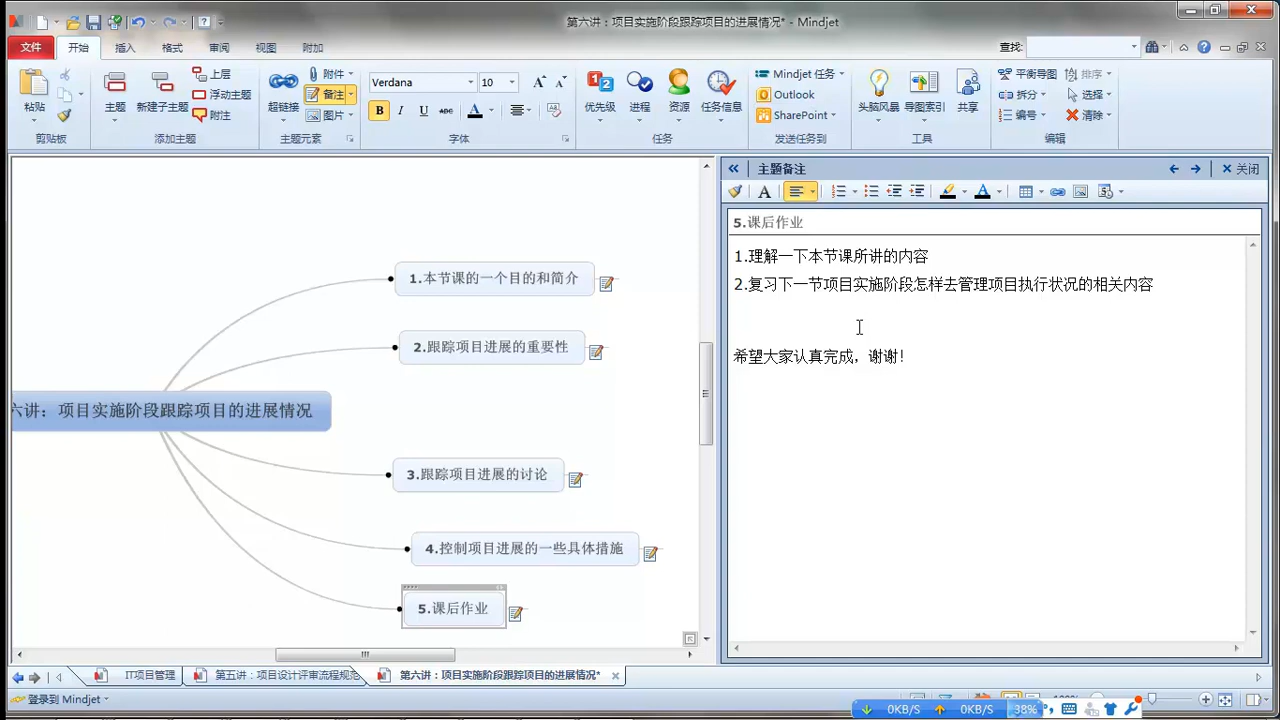 第六讲：项目实施阶段跟踪项目的进展情况* - Mindjet
文件 开始 插入 格式 审阅 视图 附加 查找:
粘贴
剪贴板
主题 新建子主题 上层 浮动主题 附注
添加主题
超链接 附件 备注 图片
主题元素
Verdana 10
B I U abc A
字体
优先级 进程 资源 任务信息
任务
Mindjet 任务
Outlook
SharePoint
发送任务到
头脑风暴 导图索引 共享
工具
平衡导图 排序
拆分 选择
编号 清除
编辑
主题备注 关闭
5.课后作业
1.理解一下本节课所讲的内容
2.复习下一节项目实施阶段怎样去管理项目执行状况的相关内容
希望大家认真完成，谢谢！
1.本节课的一个目的和简介
2.跟踪项目进展的重要性
六讲：项目实施阶段跟踪项目的进展情况
3.跟踪项目进展的讨论
4.控制项目进展的一些具体措施
5.课后作业
IT项目管理 第五讲：项目设计评审流程规范 第六讲：项目实施阶段跟踪项目的进展情况*
登录到 Mindjet
0KB/S 0KB/S 38%